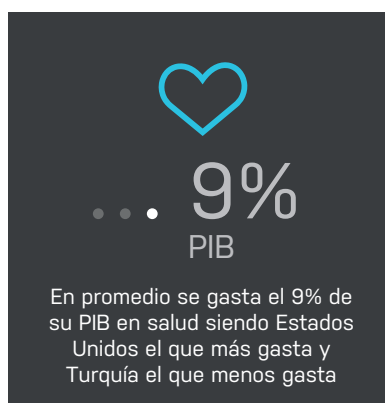 9%
PIB
En promedio se gasta el 9% de
su PIB en salud siendo Estados
Unidos el que más gasta y
Turquía el que menos gasta